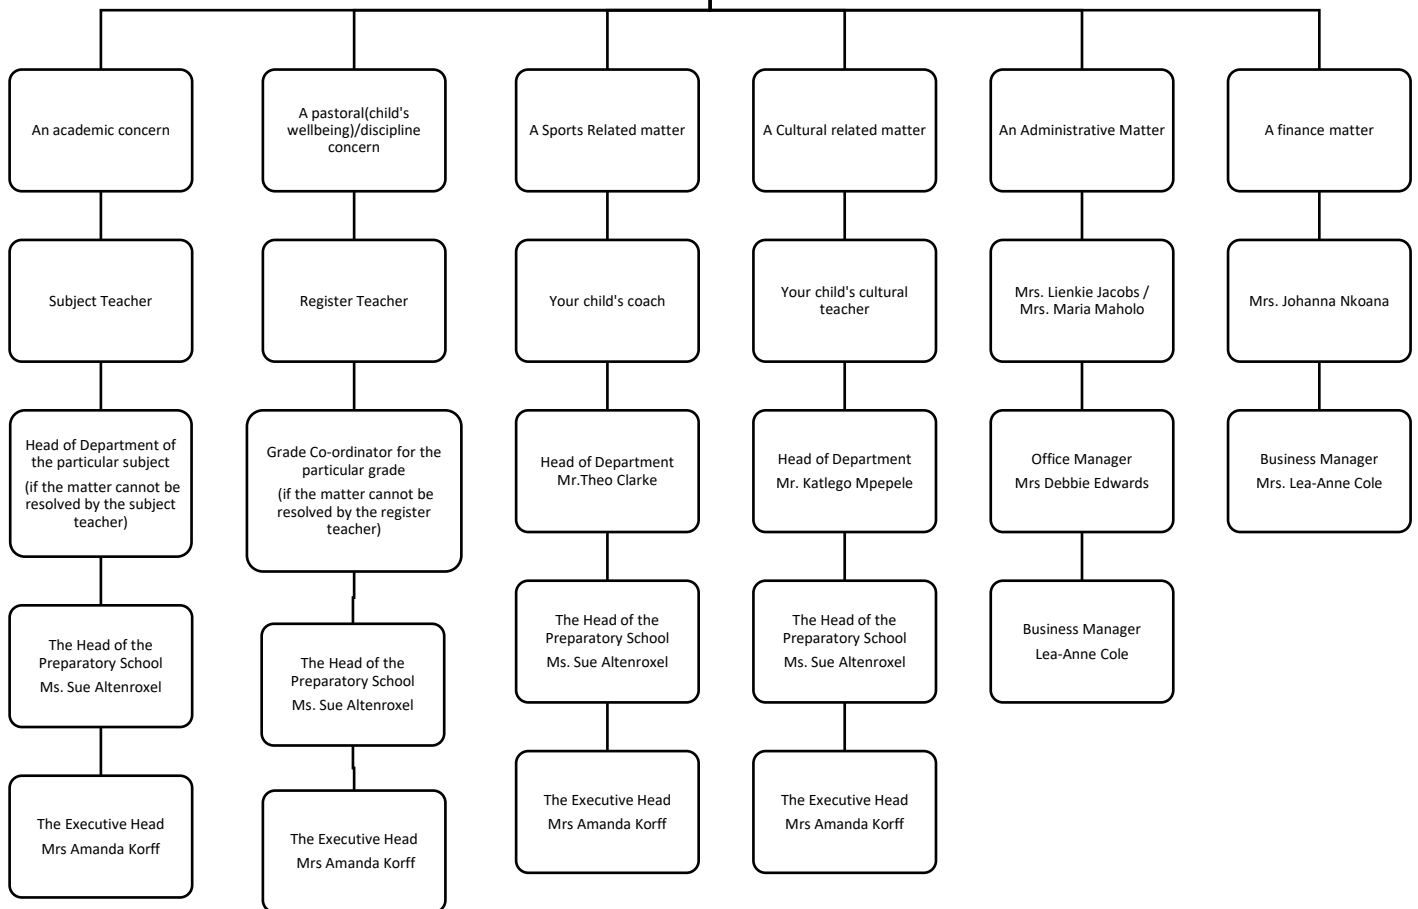 An academic concern
Subject Teacher
Head of Department of
the particular subject
(if the matter cannot be
resolved by the subject
teacher)
The Head of the
Preparatory School
Ms. Sue Altenroxel
The Executive Head
Mrs Amanda Korff
A pastoral(child's
wellbeing)/discipline
concern
Register Teacher
Grade Co-ordinator for the
particular grade
(if the matter cannot be
resolved by the register
teacher)
The Head of the
Preparatory School
Ms. Sue Altenroxel
The Executive Head
Mrs Amanda Korff
A Sports Related matter
Your child's coach
Head of Department
Mr.Theo Clarke
The Head of the
Preparatory School
Ms. Sue Altenroxel
The Executive Head
Mrs Amanda Korff
A Cultural related matter
Your child's cultural
teacher
Head of Department
Mr. Katlego Mpepele
The Head of the
Preparatory School
Ms. Sue Altenroxel
The Executive Head
Mrs Amanda Korff
An Administrative Matter
Mrs. Lienkie Jacobs /
Mrs. Maria Maholo
Office Manager
Mrs Debbie Edwards
Business Manager
Lea-Anne Cole
A finance matter
Mrs. Johanna Nkoana
Business Manager
Mrs. Lea-Anne Cole